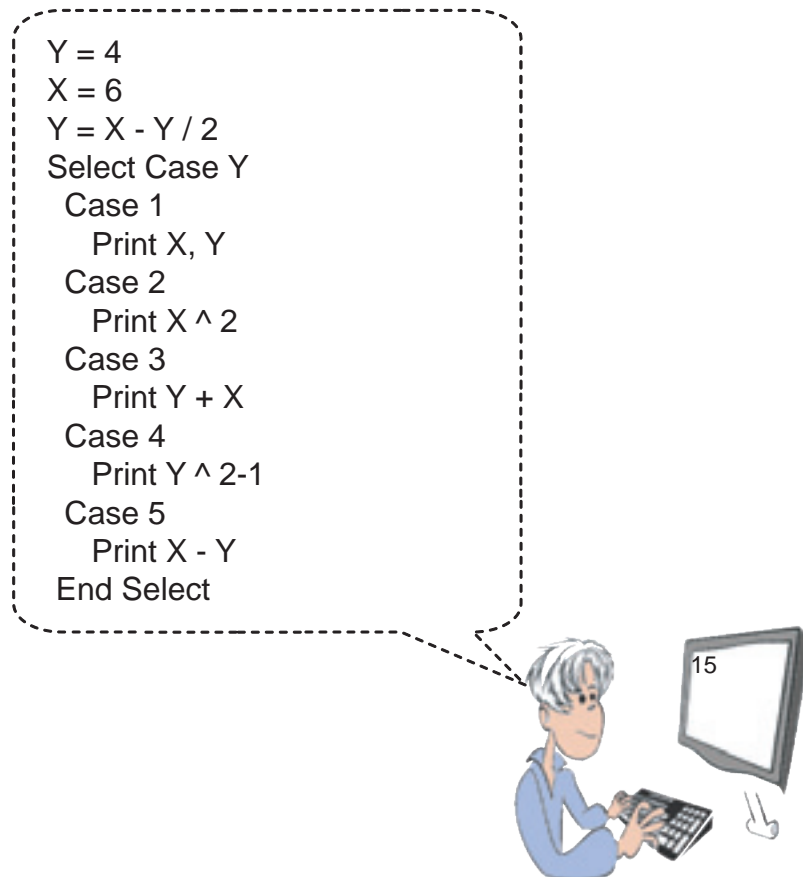 Y = 4
X = 6
Y = X - Y / 2
Select Case Y
Case 1
Print X, Y
Case 2
Print X ^ 2
Case 3
Print Y + X
Case 4
Print Y ^ 2-1
Case 5
Print X - Y
End Select
15